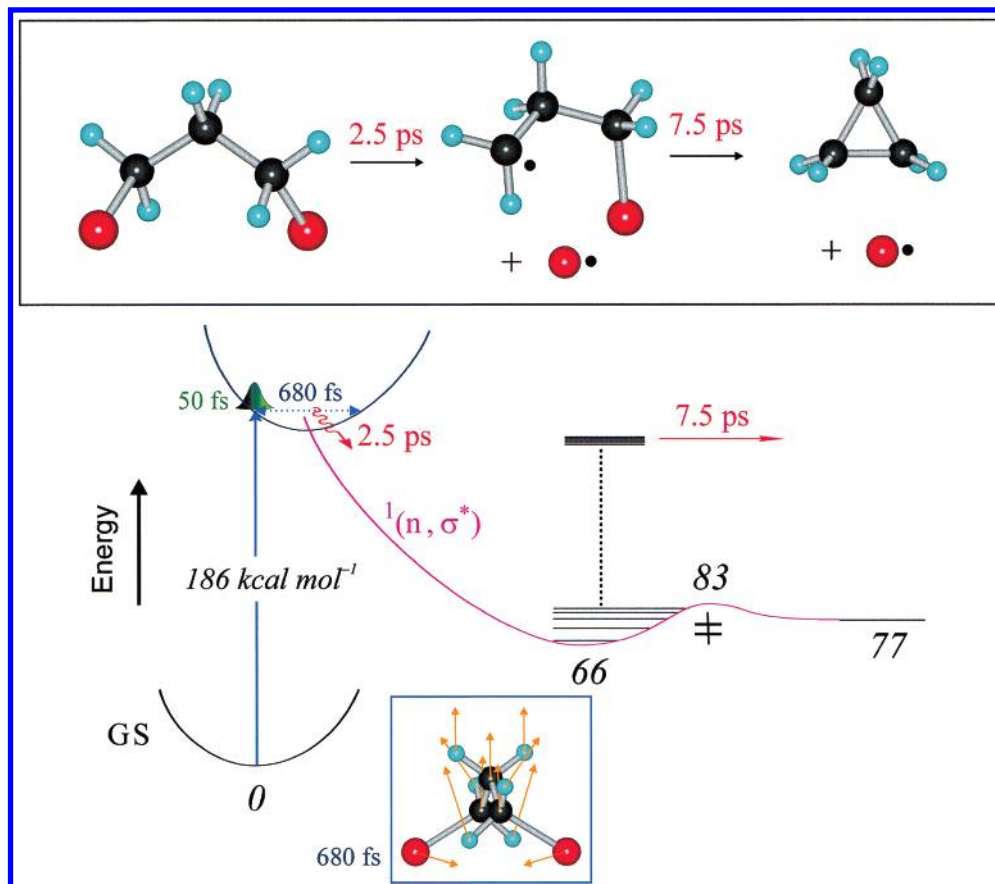 2.5 ps
7.5 ps
+
+
50 fs
680 fs
2.5 ps
7.5 ps
Energy
¹(n, σ*)
186 kcal mol⁻¹
83
‡
66
77
GS
0
680 fs